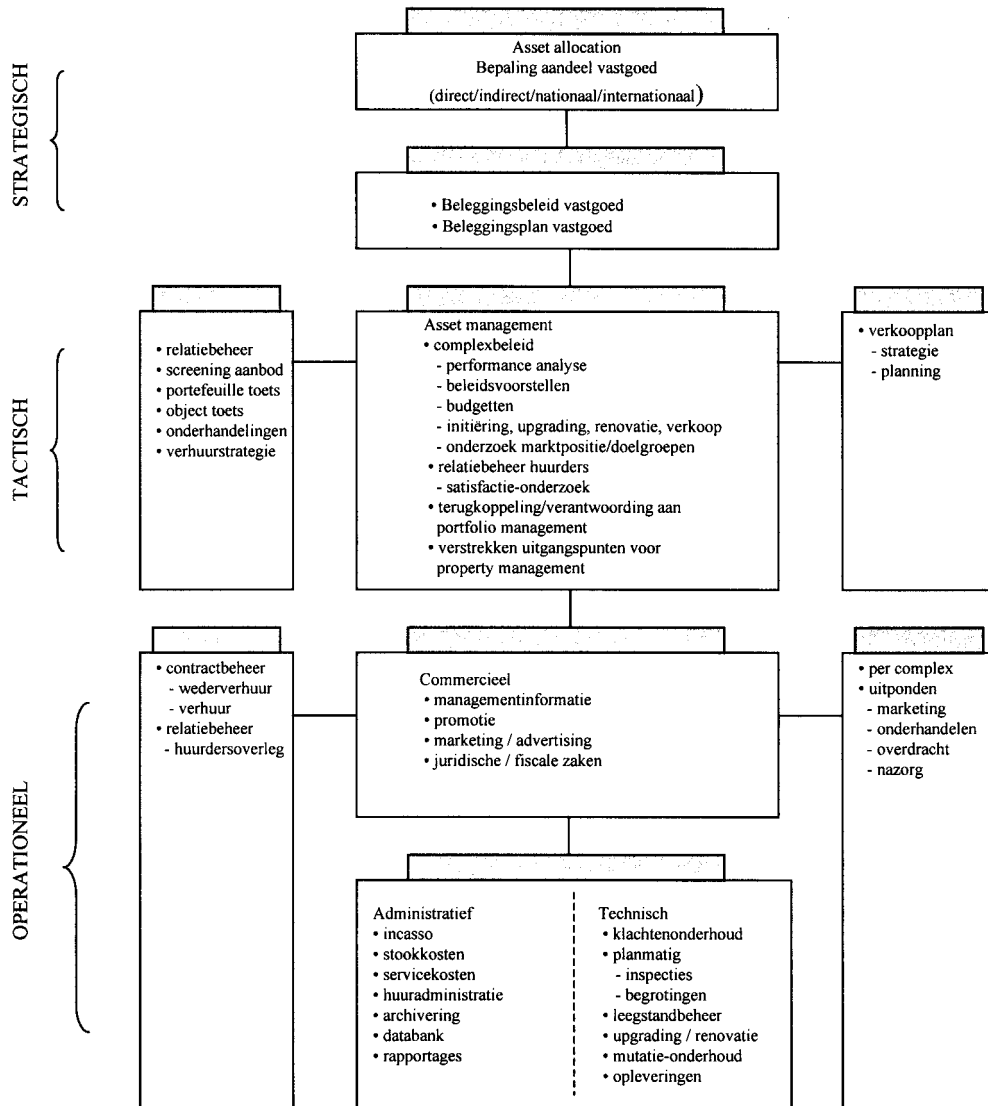 STRATEGISCH
Asset allocation
Bepaling aandeel vastgoed
(direct/indirect/nationaal/internationaal)
• Beleggingsbeleid vastgoed
• Beleggingsplan vastgoed
TACTISCH
• relatiebeheer
• screening aanbod
• portefeuille toets
• object toets
• onderhandelingen
• verhuurstrategie
Asset management
• complexbeleid
- performance analyse
- beleidsvoorstellen
- budgetten
- initiëring, upgrading, renovatie, verkoop
- onderzoek marktpositie/doelgroepen
• relatiebeheer huurders
- satisfactie-onderzoek
• terugkoppeling/verantwoording aan
portfolio management
• verstrekken uitgangspunten voor
property management
• verkoopplan
- strategie
- planning
OPERATIONEEL
• contractbeheer
- wederverhuur
- verhuur
• relatiebeheer
- huurdersoverleg
Commercieel
• managementinformatie
• promotie
• marketing / advertising
• juridische / fiscale zaken
• per complex
• uitponden
- marketing
- onderhandelen
- overdracht
- nazorg
Administratief
• incasso
• stookkosten
• servicekosten
• huuradministratie
• archivering
• databank
• rapportages
Technisch
• klachtenonderhoud
• planmatig
- inspecties
- begrotingen
• leegstandbeheer
• upgrading / renovatie
• mutatie-onderhoud
• opleveringen